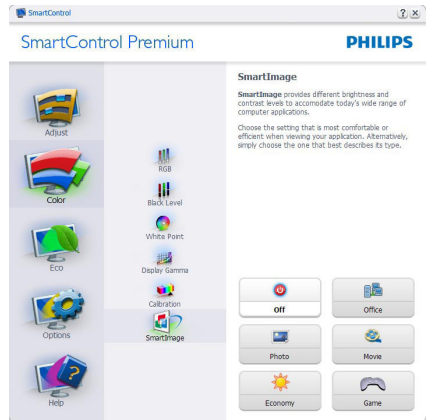 SmartControl
SmartControl Premium
PHILIPS
Adjust
Color
Eco
Options
Help
RGB
Black Level
White Point
Display Gamma
Calibration
SmartImage
SmartImage
SmartImage provides different brightness and
contrast levels to accomodate today's wide range of
computer applications.
Choose the setting that is most comfortable or
efficient when viewing your application. Alternatively,
simply choose the one that best describes its type.
Off
Office
Photo
Movie
Economy
Game